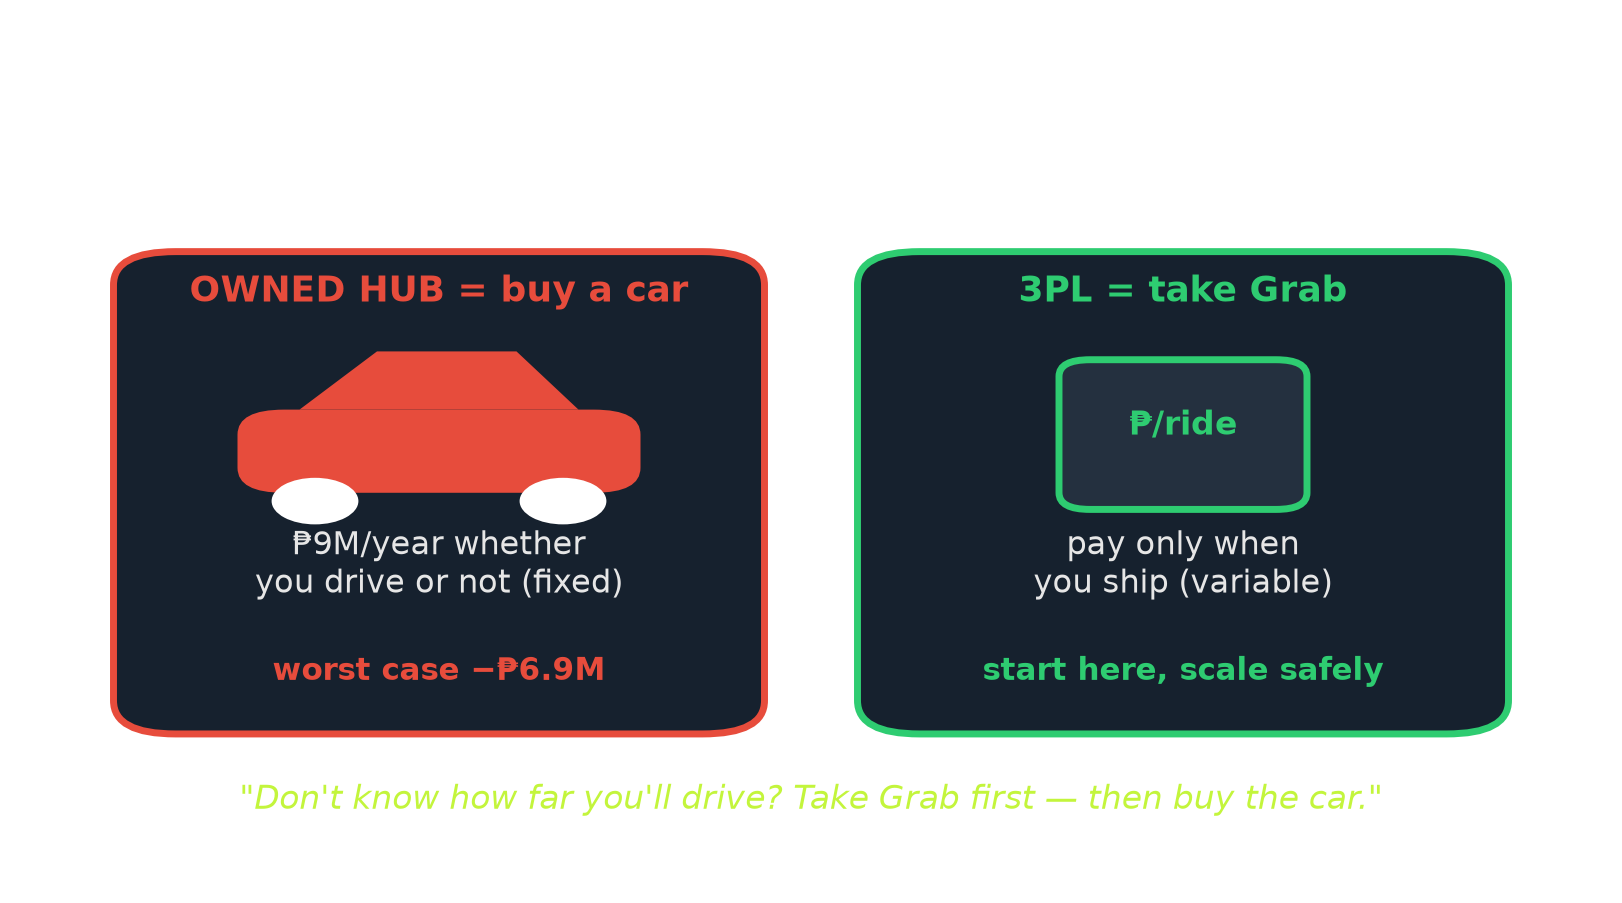 OWNED HUB = buy a car
₱9M/year whether
you drive or not (fixed)
worst case −₱6.9M
3PL = take Grab
₱/ride
pay only when
you ship (variable)
start here, scale safely
"Don't know how far you'll drive? Take Grab first — then buy the car."